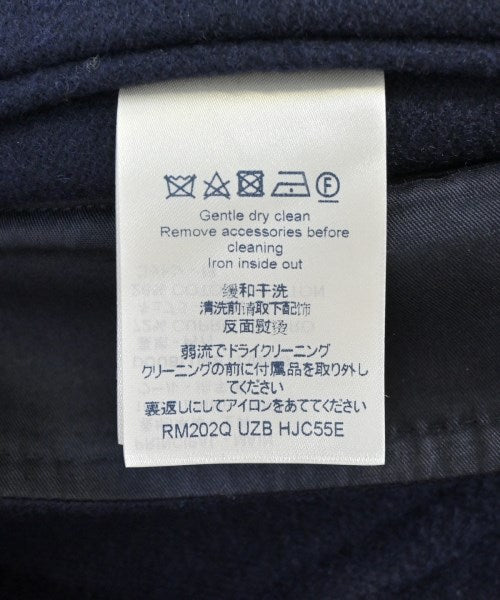 Gentle dry clean
Remove accessories before
cleaning
Iron inside out
缓和干洗
清洗前请取下配饰
反面熨烫
弱流でドライクリーニング
クリーニングの前に付属品を取り外し
てください
裏返しにしてアイロンをあててください
RM202Q UZB HJC55E